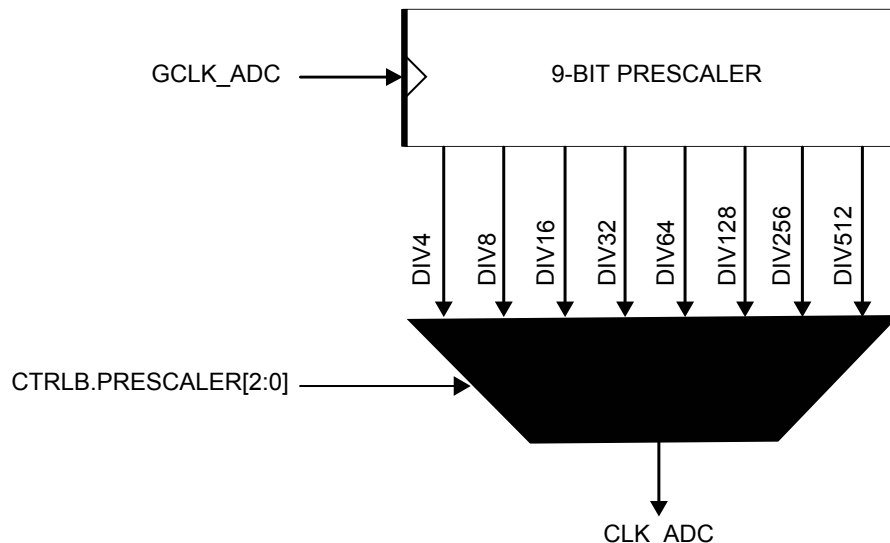 GCLK_ADC
9-BIT PRESCALER
DIV4
DIV8
DIV16
DIV32
DIV64
DIV128
DIV256
DIV512
CTRLB.PRESCALER[2:0]
CLK_ADC